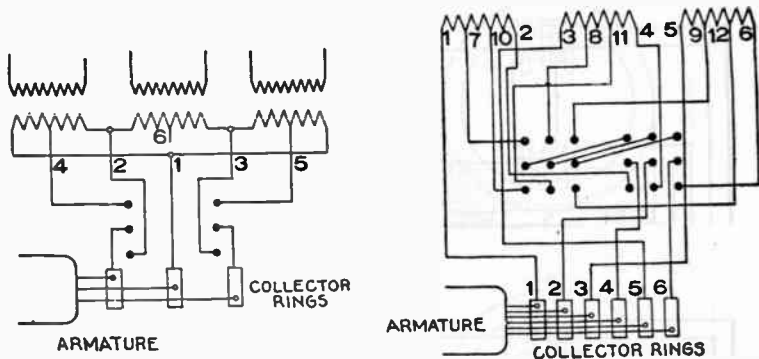 6
4 2 1 3 5
COLLECTOR
RINGS
ARMATURE
1 7 10 2 3 8 11 4 5 9 12 6
1 2 3 4 5 6
ARMATURE
COLLECTOR RINGS